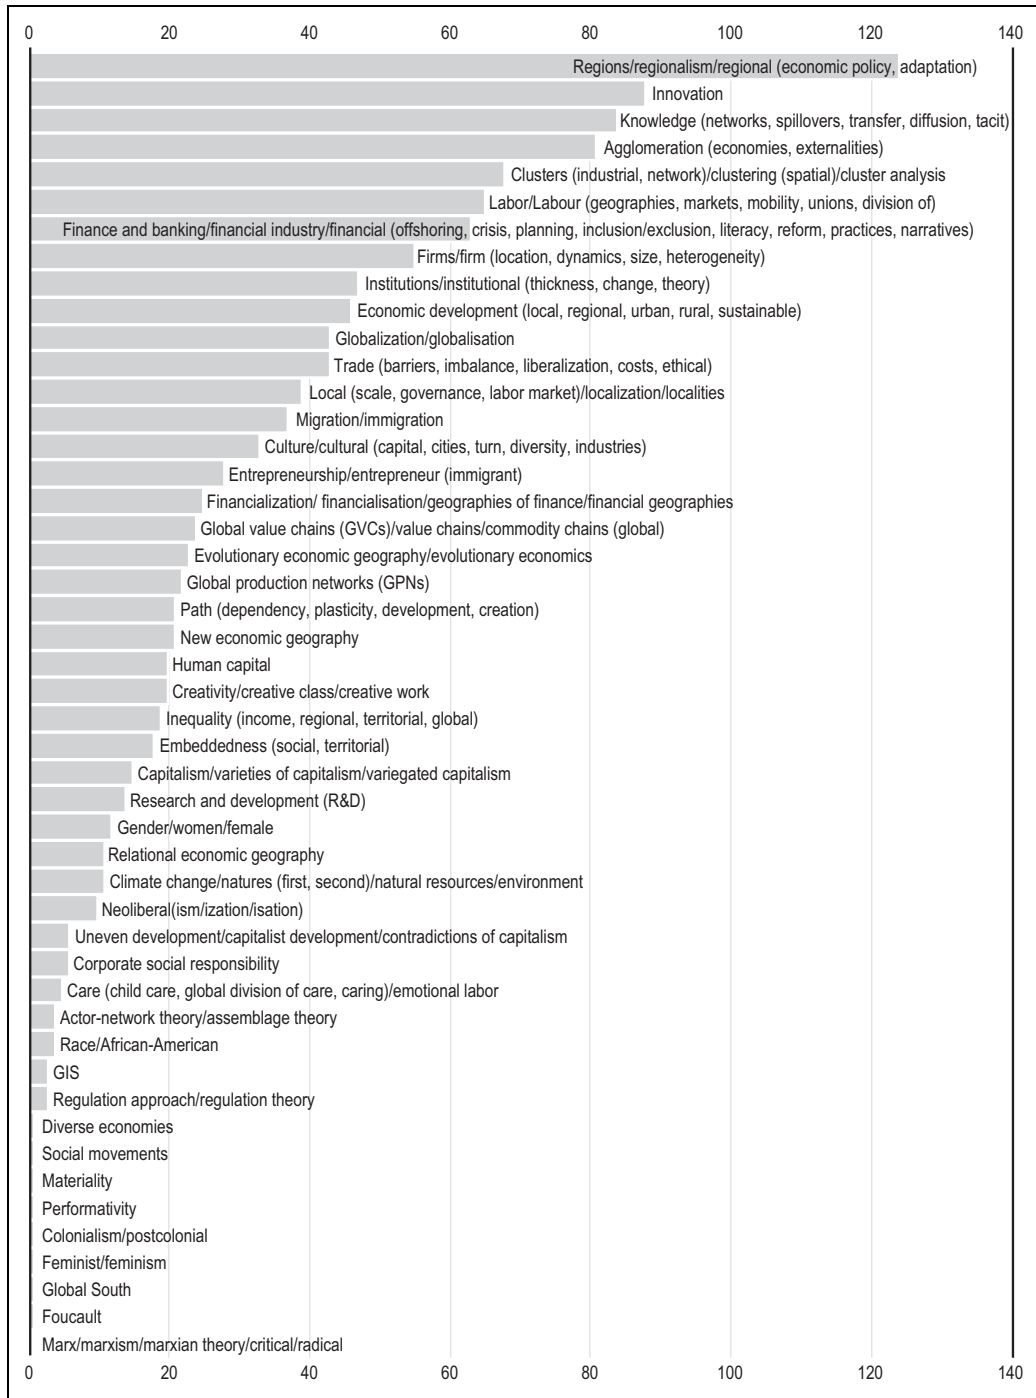 0 20 40 60 80 100 120 140
Regions/regionalism/regional (economic policy, adaptation)
Innovation
Knowledge (networks, spillovers, transfer, diffusion, tacit)
Agglomeration (economies, externalities)
Clusters (industrial, network)/clustering (spatial)/cluster analysis
Labor/Labour (geographies, markets, mobility, unions, division of)
Finance and banking/financial industry/financial (offshoring, crisis, planning, inclusion/exclusion, literacy, reform, practices, narratives)
Firms/firm (location, dynamics, size, heterogeneity)
Institutions/institutional (thickness, change, theory)
Economic development (local, regional, urban, rural, sustainable)
Globalization/globalisation
Trade (barriers, imbalance, liberalization, costs, ethical)
Local (scale, governance, labor market)/localization/localities
Migration/immigration
Culture/cultural (capital, cities, turn, diversity, industries)
Entrepreneurship/entrepreneur (immigrant)
Financialization/ financialisation/geographies of finance/financial geographies
Global value chains (GVCs)/value chains/commodity chains (global)
Evolutionary economic geography/evolutionary economics
Global production networks (GPNs)
Path (dependency, plasticity, development, creation)
New economic geography
Human capital
Creativity/creative class/creative work
Inequality (income, regional, territorial, global)
Embeddedness (social, territorial)
Capitalism/varieties of capitalism/variegated capitalism
Research and development (R&D)
Gender/women/female
Relational economic geography
Climate change/natures (first, second)/natural resources/environment
Neoliberal(ism/ization/isation)
Uneven development/capitalist development/contradictions of capitalism
Corporate social responsibility
Care (child care, global division of care, caring)/emotional labor
Actor-network theory/assemblage theory
Race/African-American
GIS
Regulation approach/regulation theory
Diverse economies
Social movements
Materiality
Performativity
Colonialism/postcolonial
Feminist/feminism
Global South
Foucault
Marx/marxism/marxian theory/critical/radical
0 20 40 60 80 100 120 140